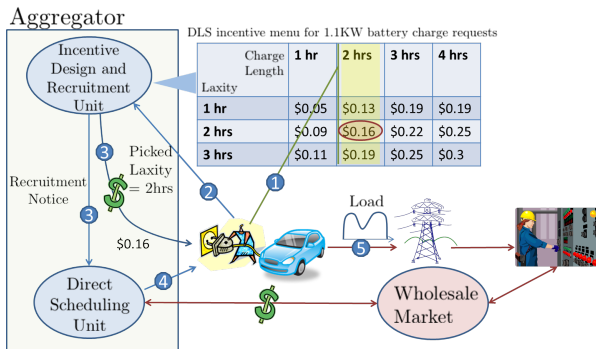 Aggregator
DLS incentive menu for 1.1KW battery charge requests
Incentive
Design and
Recruitment
Unit
Charge
Length
Laxity
1 hr
2 hrs
3 hrs
4 hrs
1 hr
$0.05
$0.13
$0.19
$0.19
2 hrs
$0.09
$0.16
$0.22
$0.25
3 hrs
$0.11
$0.19
$0.25
$0.3
3
Picked
Laxity
= 2hrs
$
2
1
Recruitment
Notice
3
$0.16
4
Load
5
Direct
Scheduling
Unit
$
Wholesale
Market